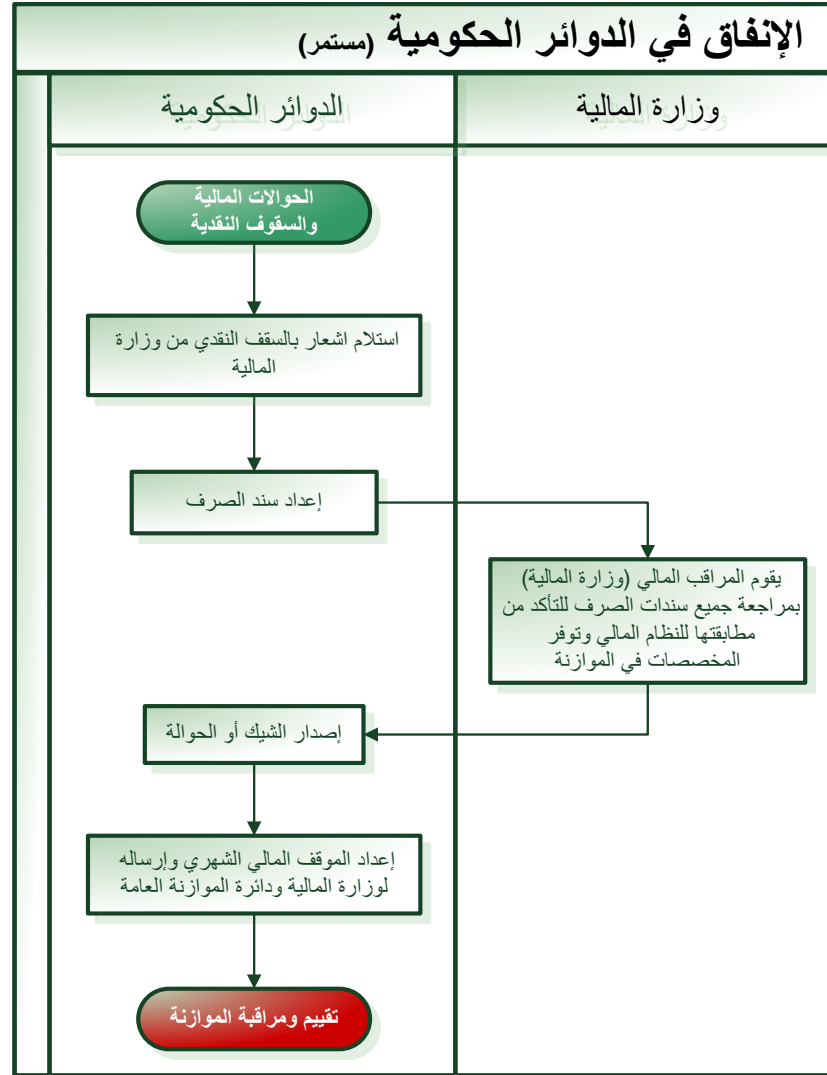 الإنفاق في الدوائر الحكومية (مستمر)
وزارة المالية
الدوائر الحكومية
الحوالات المالية
والسقوف النقدية
استلام اشعار بالسقف النقدي من وزارة
المالية
إعداد سند الصرف
يقوم المراقب المالي (وزارة المالية)
بمراجعة جميع سندات الصرف للتأكد من
مطابقتها للنظام المالي وتوفر
المخصصات في الموازنة
إصدار الشيك أو الحوالة
إعداد الموقف المالي الشهري وإرساله
لوزارة المالية ودائرة الموازنة العامة
تقييم ومراقبة الموازنة